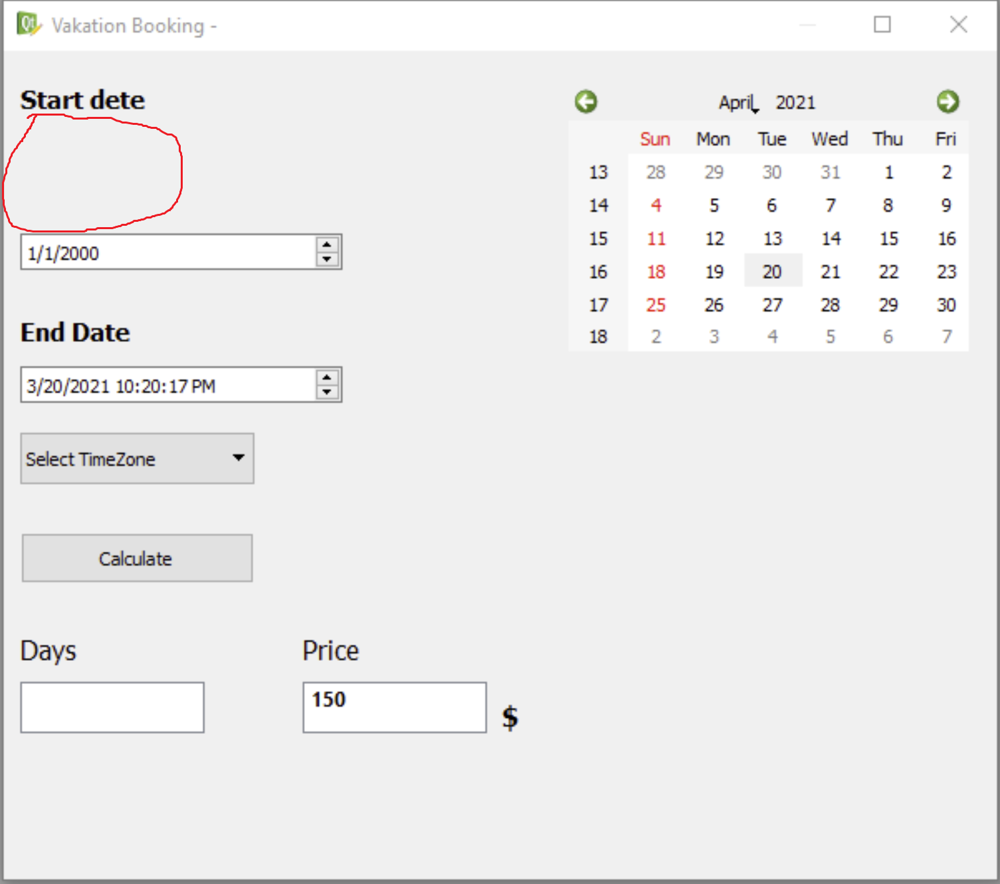 Vakation Booking -
Start dete
1/1/2000
End Date
3/20/2021 10:20:17 PM
Select TimeZone
Calculate
Days
Price
150
$
April 2021
Sun Mon Tue Wed Thu Fri
13 28 29 30 31 1 2
14 4 5 6 7 8 9
15 11 12 13 14 15 16
16 18 19 20 21 22 23
17 25 26 27 28 29 30
18 2 3 4 5 6 7